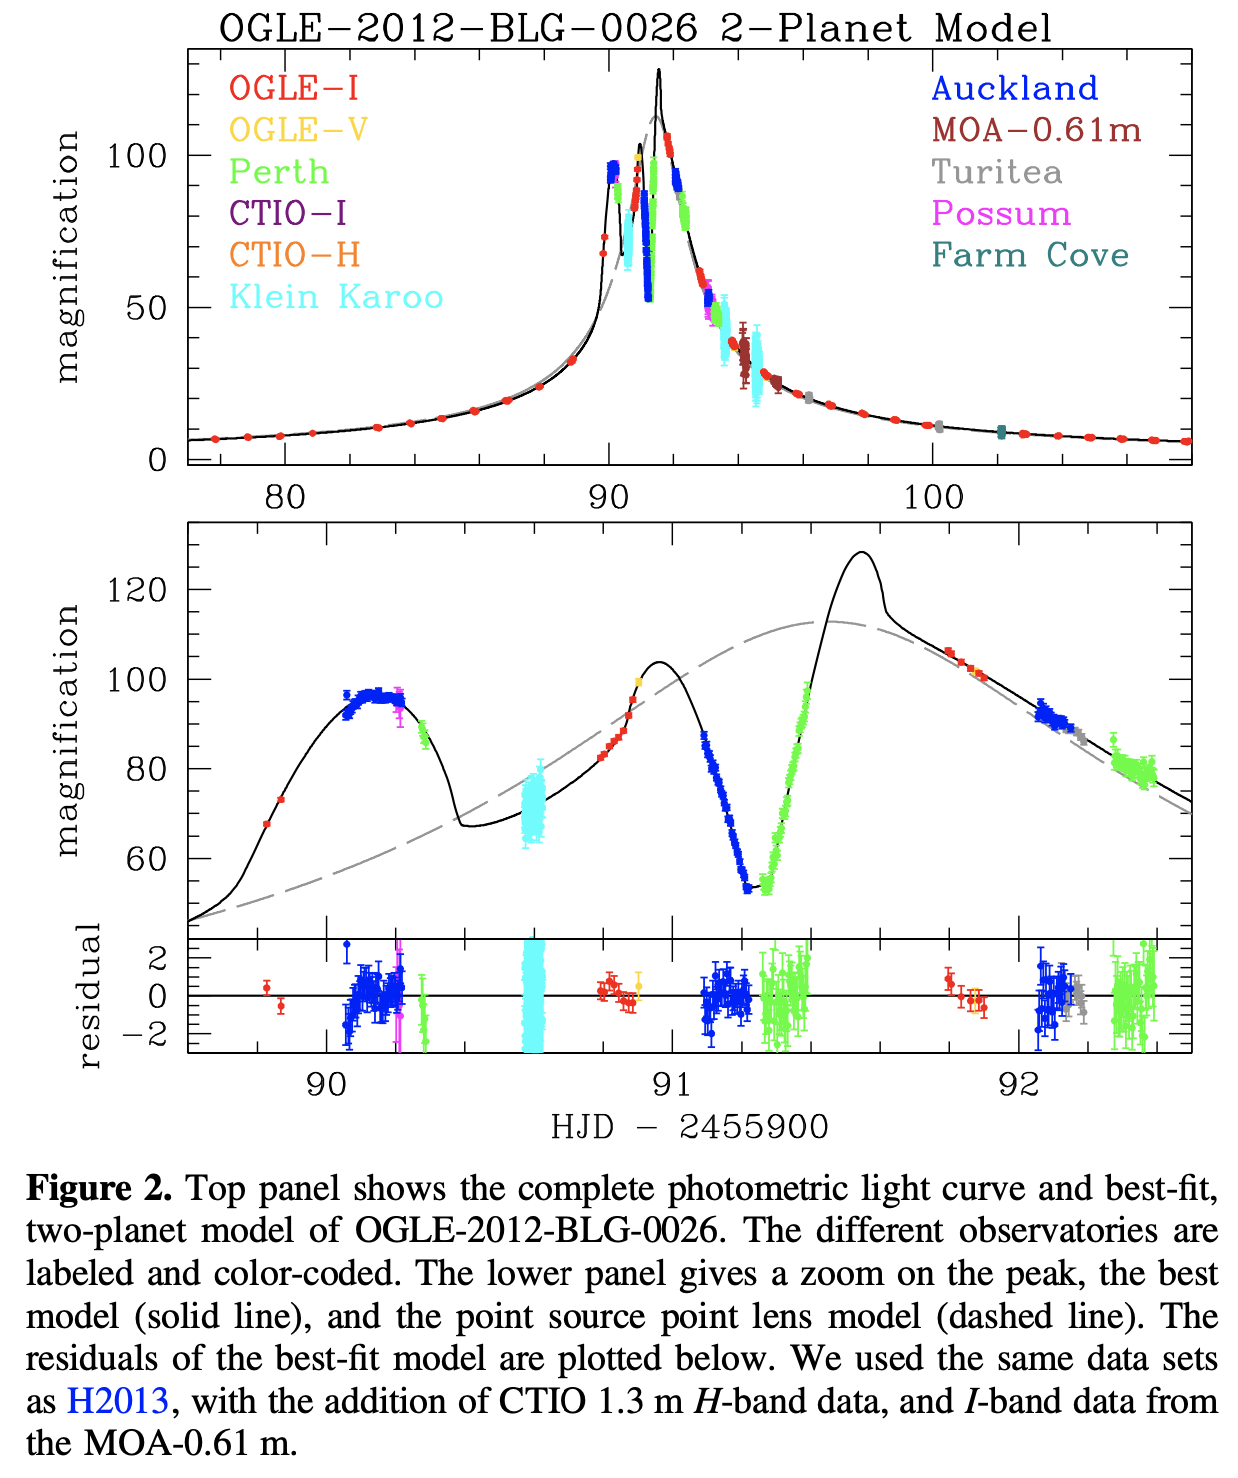 OGLE-2012-BLG-0026 2-Planet Model
OGLE-I
OGLE-V
Perth
CTIO-I
CTIO-H
Klein Karoo
Auckland
MOA-0.61m
Turitea
Possum
Farm Cove
magnification
100
50
0
80 90 100
magnification
120
100
80
60
residual
2
0
-2
90 91 92
HJD - 2455900
Figure 2. Top panel shows the complete photometric light curve and best-fit,
two-planet model of OGLE-2012-BLG-0026. The different observatories are
labeled and color-coded. The lower panel gives a zoom on the peak, the best
model (solid line), and the point source point lens model (dashed line). The
residuals of the best-fit model are plotted below. We used the same data sets
as H2013, with the addition of CTIO 1.3 m H-band data, and I-band data from
the MOA-0.61 m.